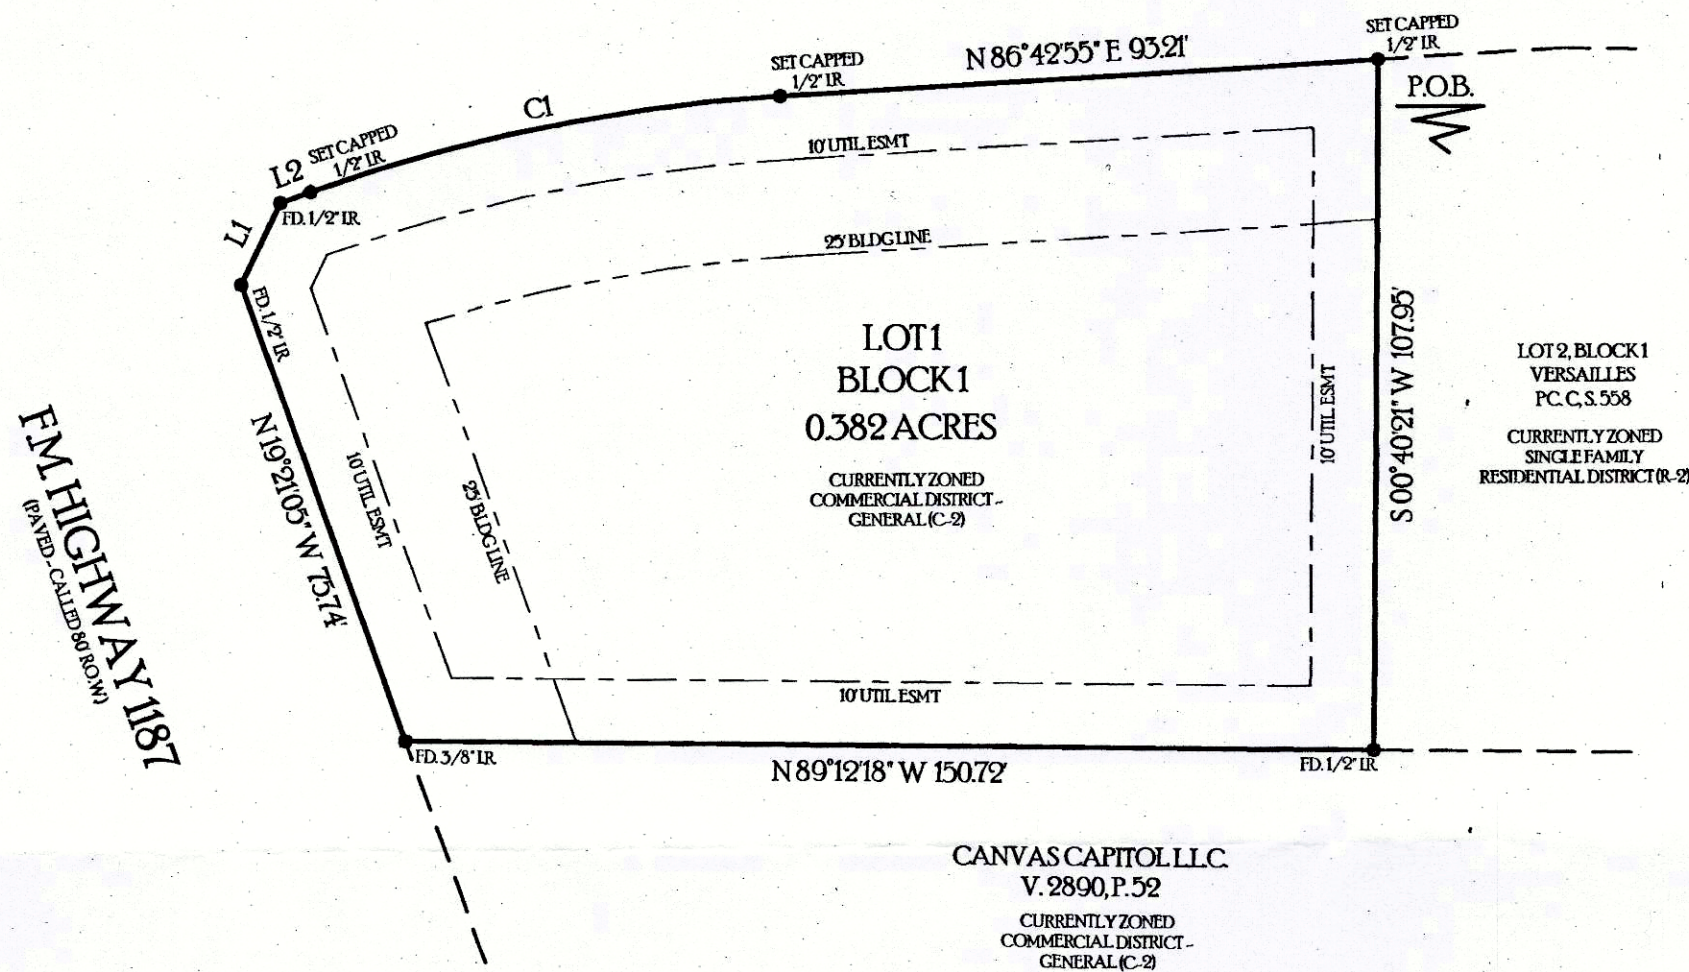 SET CAPPED
1/2" IR
N 86°42'55" E 93.21'
SET CAPPED
1/2" IR
P.O.B.
C1
L2
SET CAPPED
1/2" IR
FD. 1/2" IR
L1
FD. 1/2" IR
10' UTIL ESMT
25' BLDG LINE
LOT 1
BLOCK 1
0.382 ACRES
CURRENTLY ZONED
COMMERCIAL DISTRICT -
GENERAL (C-2)
10' UTIL ESMT
S 00°40'21" W 107.95'
LOT 2, BLOCK 1
VERSAILLES
P.C. C, S. 558
CURRENTLY ZONED
SINGLE FAMILY
RESIDENTIAL DISTRICT (R-2)
N 19°21'05" W 75.74'
10' UTIL ESMT
25' BLDG LINE
F.M. HIGHWAY 1187
(PAVED - CALLED 80' R.O.W.)
10' UTIL ESMT
FD. 3/8" IR
N 89°12'18" W 150.72'
FD. 1/2" IR
CANVAS CAPITOL L.L.C.
V. 2890, P. 52
CURRENTLY ZONED
COMMERCIAL DISTRICT -
GENERAL (C-2)